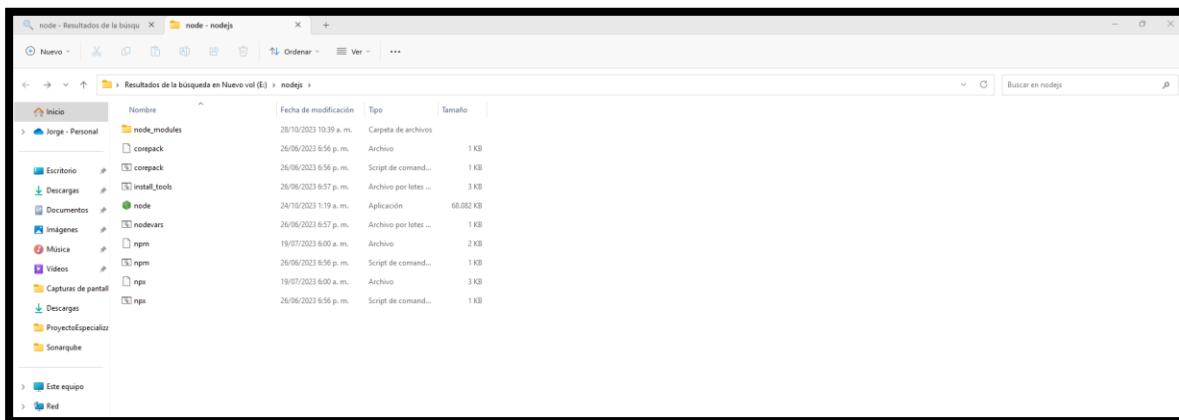 node - Resultados de la búsqu
node - nodejs
Nuevo
Ordenar
Ver
Resultados de la búsqueda en Nuevo vol (E:) > nodejs >
Buscar en nodejs
Inicio
Jorge - Personal
Escritorio
Descargas
Documentos
Imágenes
Música
Vídeos
Capturas de pantall
Descargas
ProyectoEspecializa
Sonarqube
Este equipo
Red
Nombre Fecha de modificación Tipo Tamaño
node_modules 28/10/2023 10:39 a. m. Carpeta de archivos
corepack 26/06/2023 6:56 p. m. Archivo 1 KB
corepack 26/06/2023 6:56 p. m. Script de comand... 1 KB
install_tools 26/06/2023 6:57 p. m. Archivo por lotes ... 3 KB
node 24/10/2023 1:19 a. m. Aplicación 68.082 KB
nodevars 26/06/2023 6:57 p. m. Archivo por lotes ... 1 KB
npm 19/07/2023 6:00 a. m. Archivo 2 KB
npm 26/06/2023 6:56 p. m. Script de comand... 1 KB
npx 19/07/2023 6:00 a. m. Archivo 3 KB
npx 26/06/2023 6:56 p. m. Script de comand... 1 KB